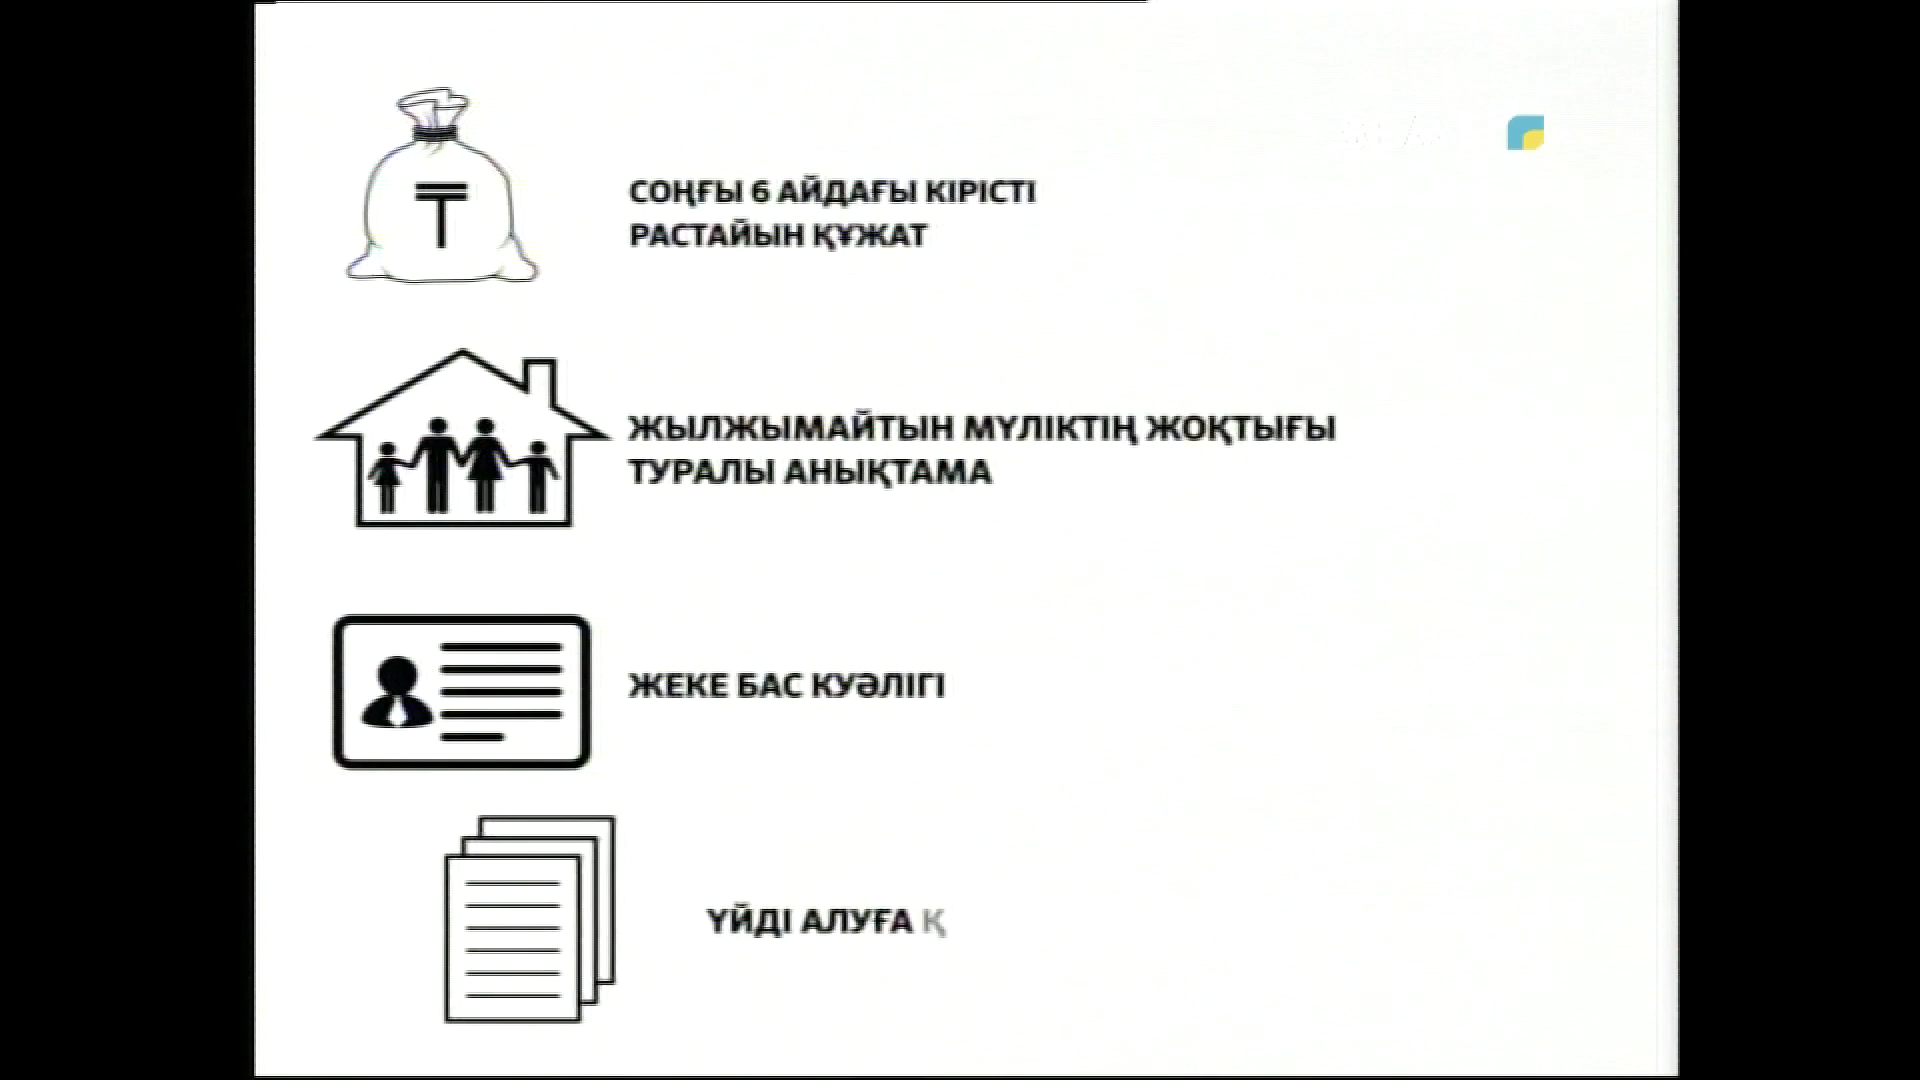 СОҢҒЫ 6 АЙДАҒЫ КІРІСТІ
РАСТАЙЫН ҚҰЖАТ
ЖЫЛЖЫМАЙТЫН МҮЛІКТІҢ ЖОҚТЫҒЫ
ТУРАЛЫ АНЫҚТАМА
ЖЕКЕ БАС КУӘЛІГІ
ҮЙДІ АЛУҒА Қ